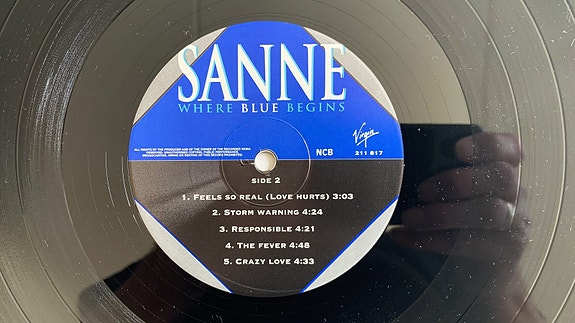 SANNE
WHERE BLUE BEGINS
ALL RIGHTS OF THE PRODUCER AND OF THE OWNER OF THE RECORDED WORK
RESERVED. UNAUTHORISED COPYING, PUBLIC PERFORMANCE,
BROADCASTING, HIRING OR RENTING OF THIS RECORD PROHIBITED.
NCB
Virgin
211 817
SIDE 2
1. FEELS SO REAL (LOVE HURTS) 3:03
2. STORM WARNING 4:24
3. RESPONSIBLE 4:21
4. THE FEVER 4:48
5. CRAZY LOVE 4:33